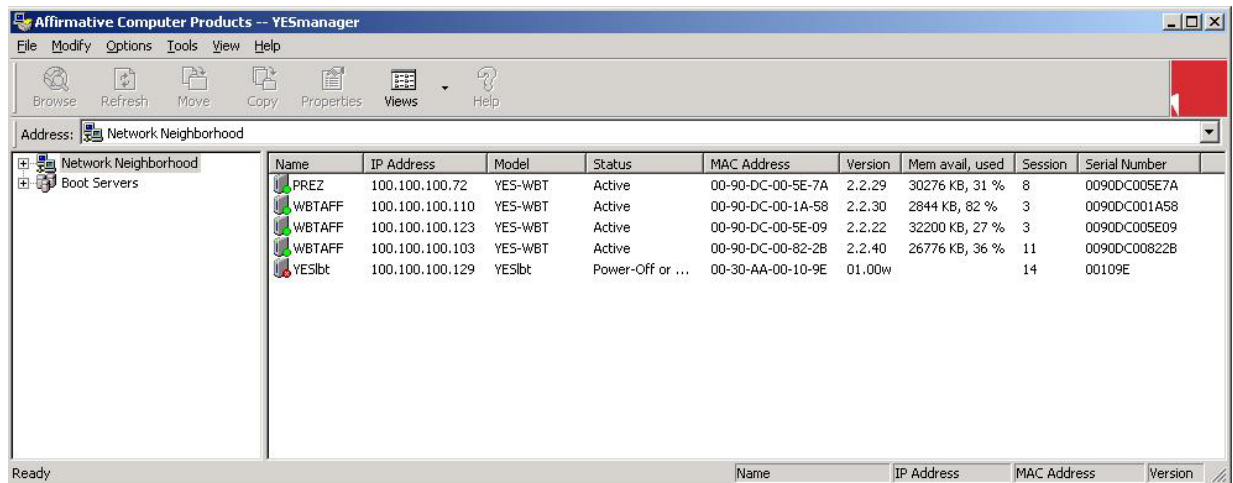 Affirmative Computer Products -- YESmanager
File Modify Options Tools View Help
Browse Refresh Move Copy Properties Views Help
Address: Network Neighborhood
Network Neighborhood
Boot Servers
Name IP Address Model Status MAC Address Version Mem avail, used Session Serial Number
PREZ 100.100.100.72 YES-WBT Active 00-90-DC-00-5E-7A 2.2.29 30276 KB, 31 % 8 0090DC005E7A
WBTAFF 100.100.100.110 YES-WBT Active 00-90-DC-00-1A-58 2.2.30 2844 KB, 82 % 3 0090DC001A58
WBTAFF 100.100.100.123 YES-WBT Active 00-90-DC-00-5E-09 2.2.22 32200 KB, 27 % 3 0090DC005E09
WBTAFF 100.100.100.103 YES-WBT Active 00-90-DC-00-82-2B 2.2.40 26776 KB, 36 % 11 0090DC00822B
YESlbt 100.100.100.129 YESlbt Power-Off or ... 00-30-AA-00-10-9E 01.00w 14 00109E
Ready Name IP Address MAC Address Version